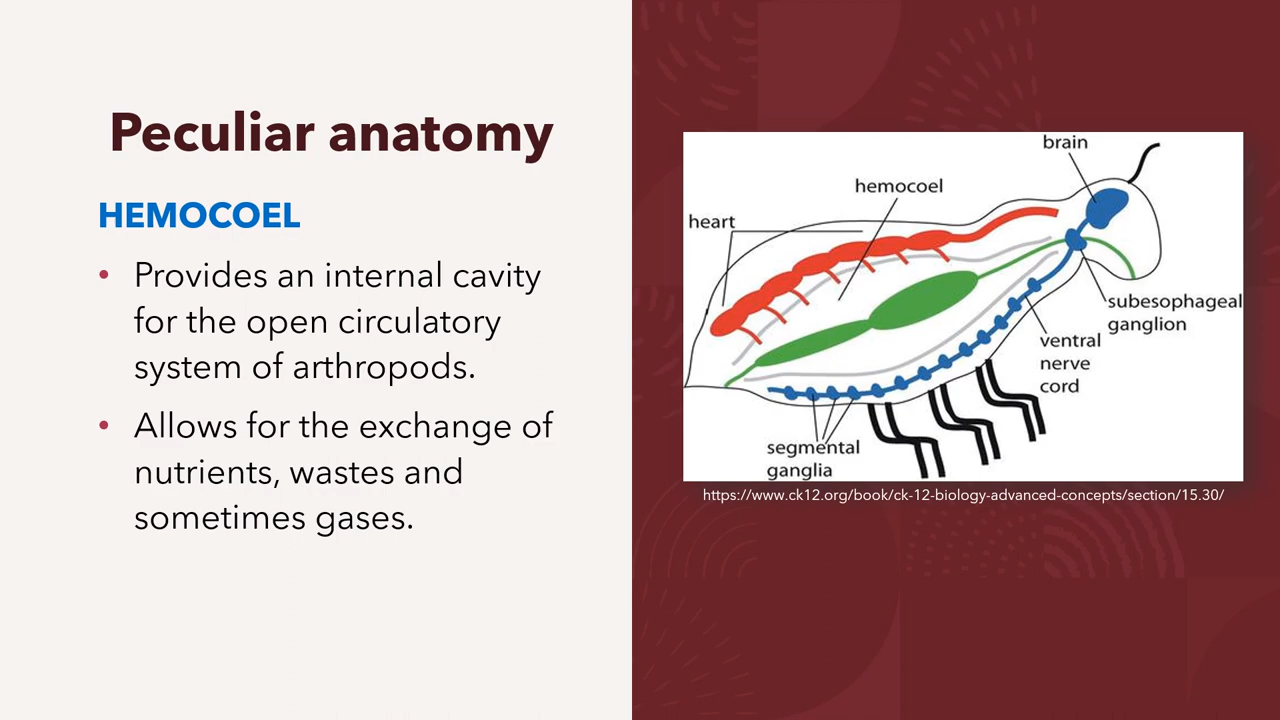 Peculiar anatomy
HEMOCOEL
• Provides an internal cavity
for the open circulatory
system of arthropods.
• Allows for the exchange of
nutrients, wastes and
sometimes gases.
brain
hemocoel
heart
subesophageal
ganglion
ventral
nerve
cord
segmental
ganglia
https://www.ck12.org/book/ck-12-biology-advanced-concepts/section/15.30/